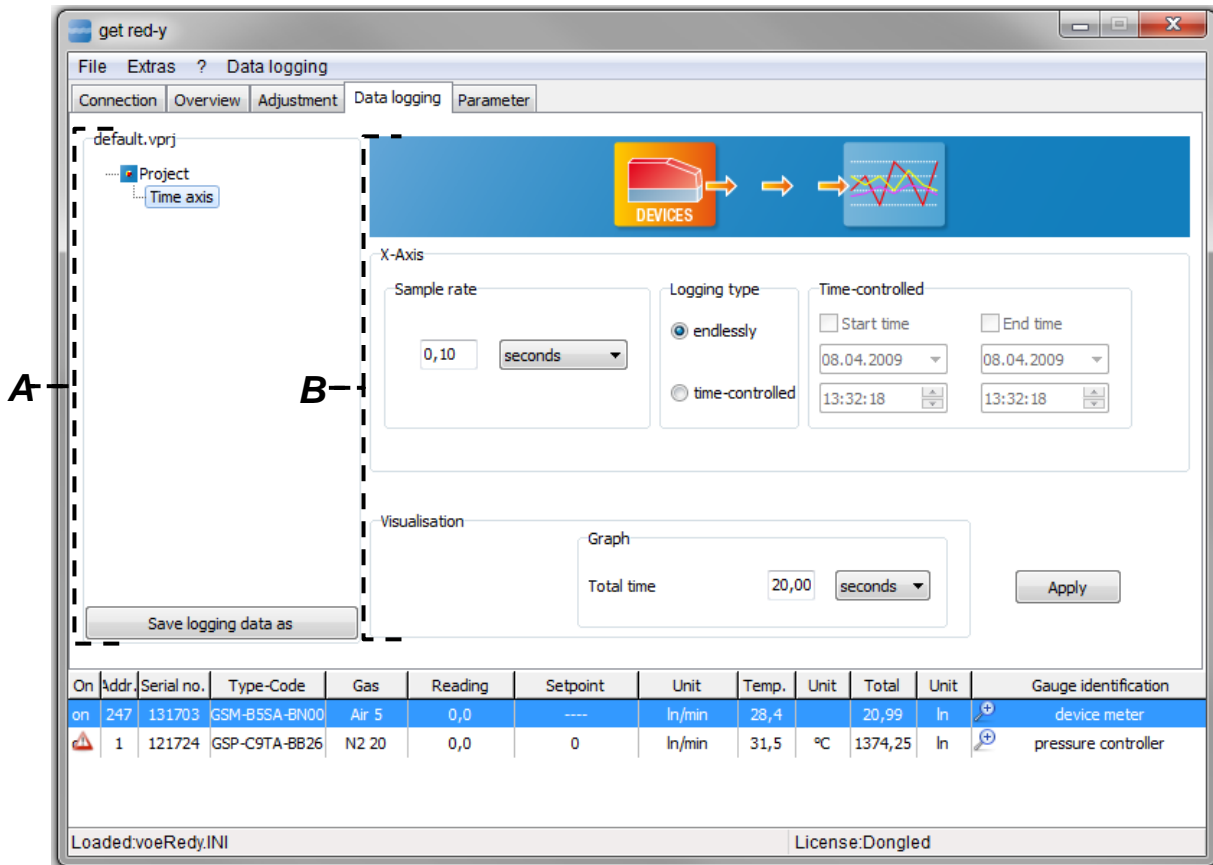 get red-y
File Extras ? Data logging
Connection Overview Adjustment Data logging Parameter
default.vprj
Project
Time axis
DEVICES
X-Axis
Sample rate
0,10 seconds
Logging type
endlessly
time-controlled
Time-controlled
Start time End time
08.04.2009 08.04.2009
13:32:18 13:32:18
A
B
Visualisation
Graph
Total time 20,00 seconds
Apply
Save logging data as
On Addr. Serial no. Type-Code Gas Reading Setpoint Unit Temp. Unit Total Unit Gauge identification
on 247 131703 GSM-B5SA-BN00 Air 5 0,0 ---- ln/min 28,4 20,99 ln device meter
1 121724 GSP-C9TA-BB26 N2 20 0,0 0 ln/min 31,5 °C 1374,25 ln pressure controller
Loaded:voeRedy.INI License:Dongled